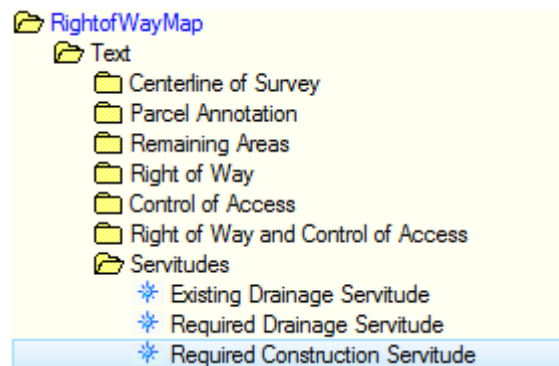 RightofWayMap
Text
Centerline of Survey
Parcel Annotation
Remaining Areas
Right of Way
Control of Access
Right of Way and Control of Access
Servitudes
Existing Drainage Servitude
Required Drainage Servitude
Required Construction Servitude